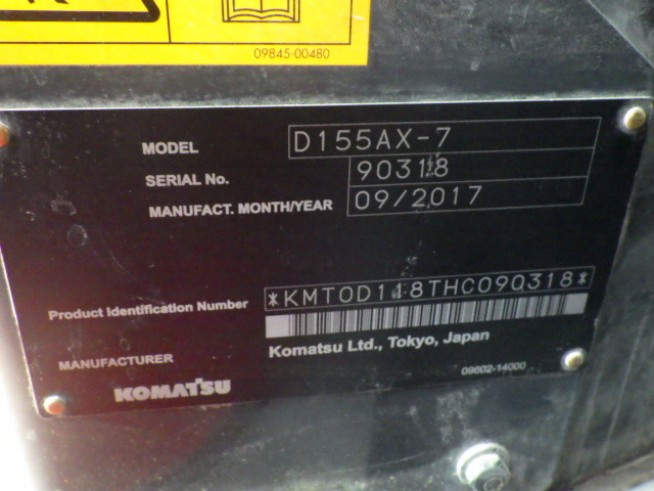 09845-00480
MODEL D155AX-7
SERIAL No. 90318
MANUFACT. MONTH/YEAR 09/2017
Product Identification Number *KMT0D118THC090318*
MANUFACTURER Komatsu Ltd., Tokyo, Japan
KOMATSU 09602-14000